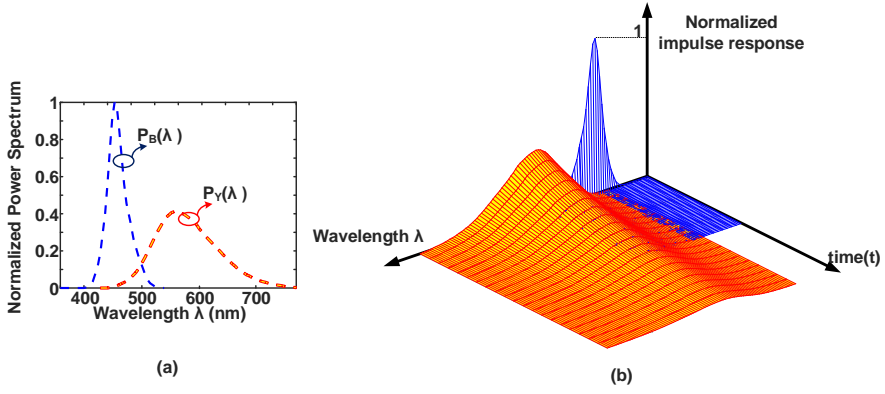 Normalized Power Spectrum
1
0.8
0.6
0.4
0.2
0
P_B(λ )
P_Y(λ )
400 500 600 700
Wavelength λ (nm)
(a)
Normalized
impulse response
1
Wavelength λ
time(t)
(b)